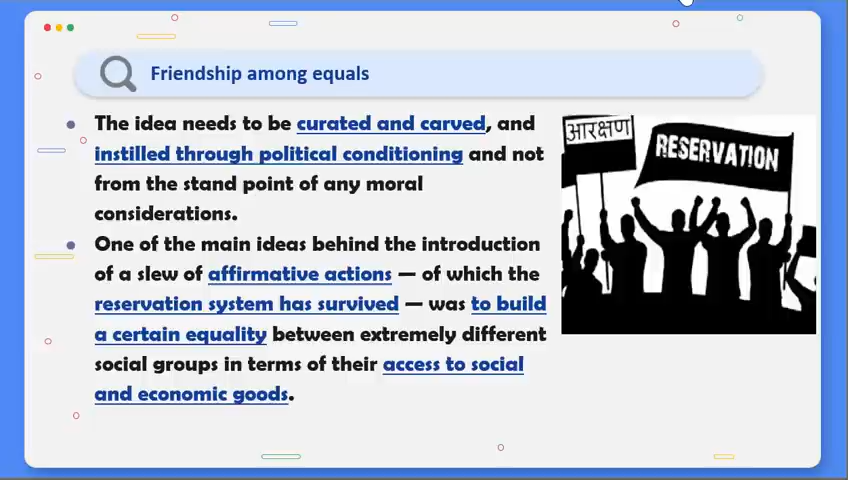 Friendship among equals
The idea needs to be curated and carved, and
instilled through political conditioning and not
from the stand point of any moral
considerations.
One of the main ideas behind the introduction
of a slew of affirmative actions — of which the
reservation system has survived — was to build
a certain equality between extremely different
social groups in terms of their access to social
and economic goods.
आरक्षण
RESERVATION